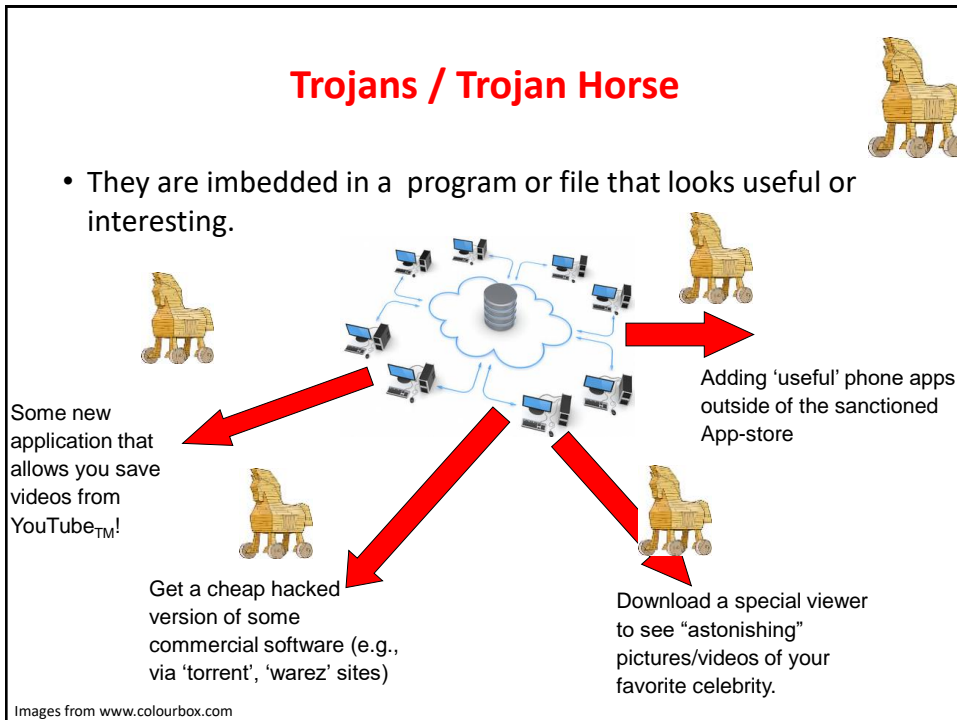 Trojans / Trojan Horse
• They are imbedded in a program or file that looks useful or
interesting.
Adding ‘useful’ phone apps
outside of the sanctioned
App-store
Some new
application that
allows you save
videos from
YouTubeTM!
Get a cheap hacked
version of some
commercial software (e.g.,
via ‘torrent’, ‘warez’ sites)
Download a special viewer
to see “astonishing”
pictures/videos of your
favorite celebrity.
Images from www.colourbox.com